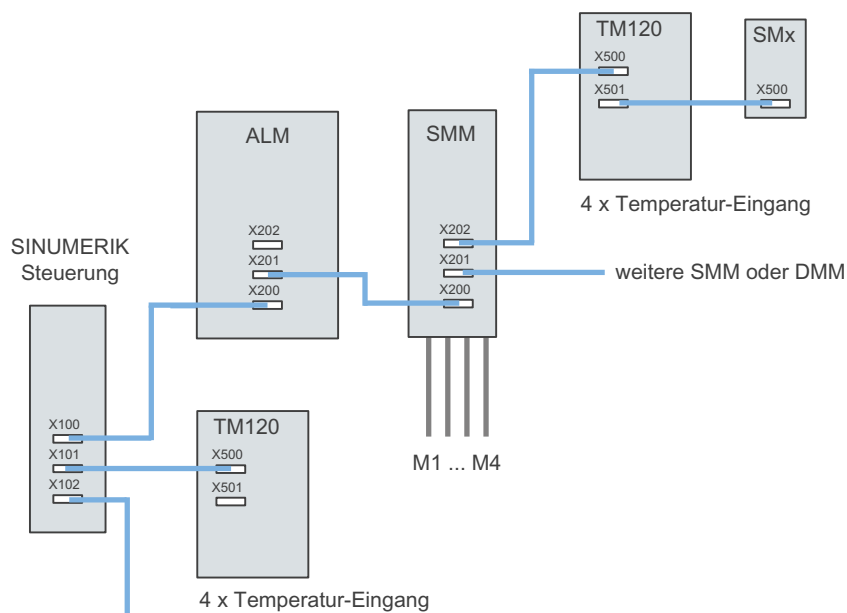 TM120
X500
X501
4 x Temperatur-Eingang
SMx
X500
ALM
X202
X201
X200
SMM
X202
X201
X200
weitere SMM oder DMM
M1 ... M4
SINUMERIK
Steuerung
X100
X101
X102
TM120
X500
X501
4 x Temperatur-Eingang